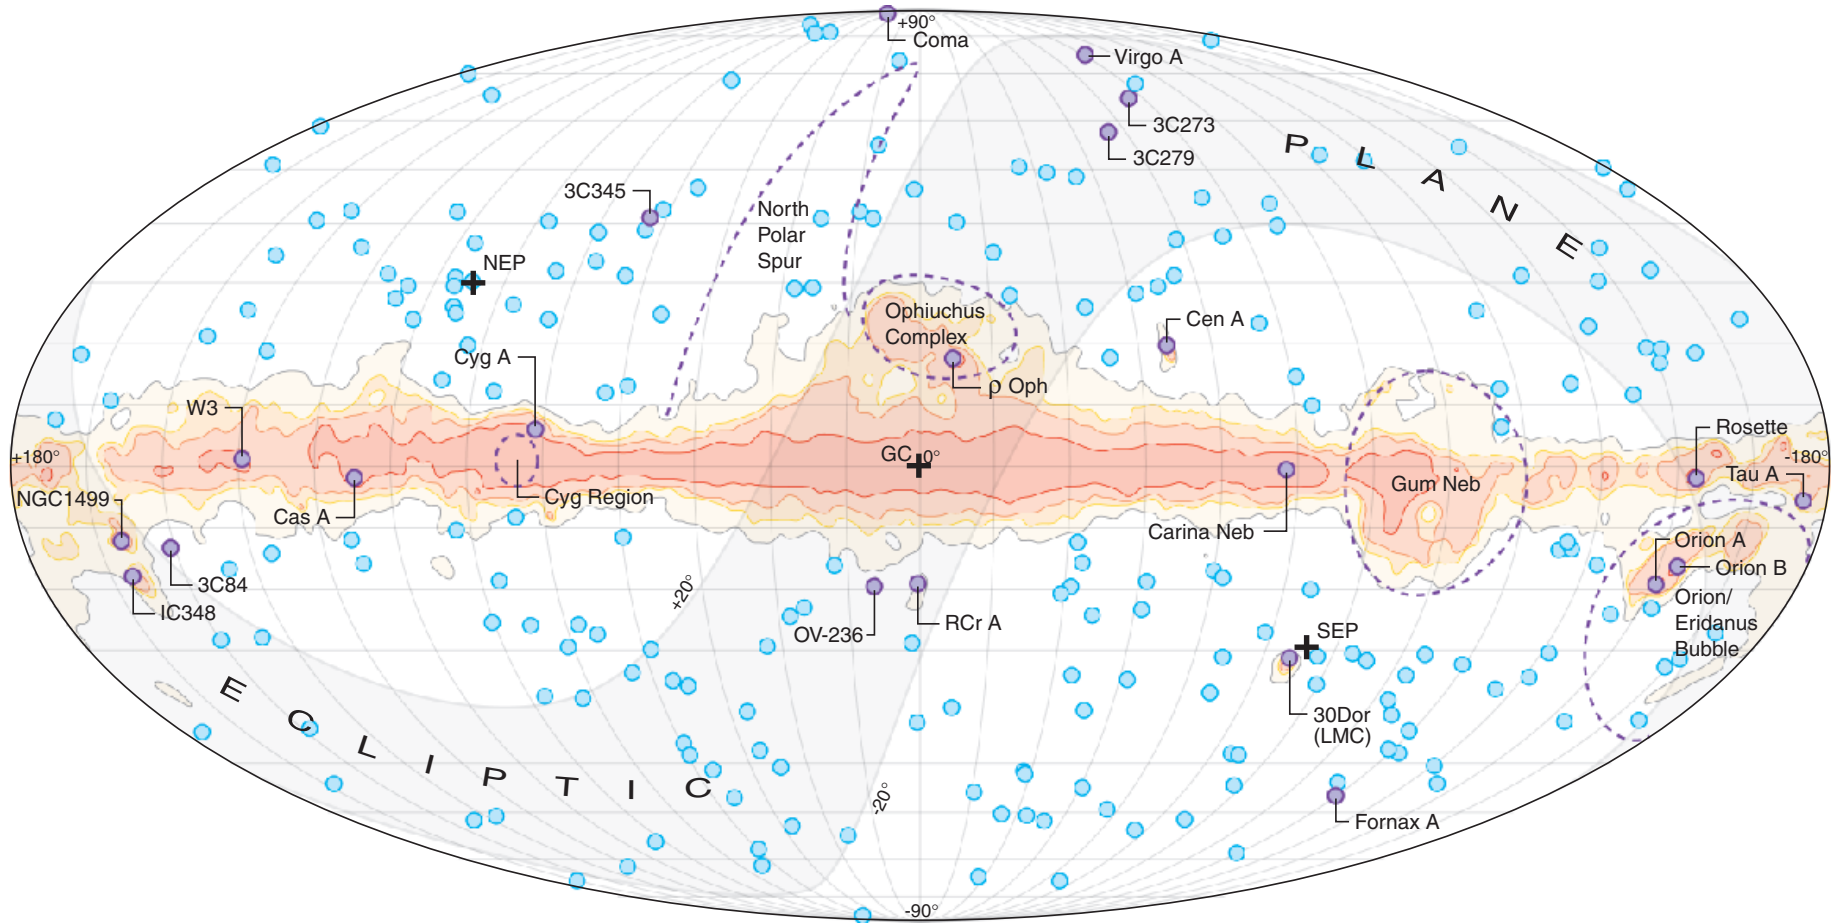 +90°
Coma
Virgo A
3C273
3C279
P L A N E
3C345
North
Polar
Spur
NEP
Ophiuchus
Complex
Cen A
Cyg A
ρ Oph
W3
Rosette
+180°
GC
0°
-180°
Tau A
Gum Neb
NGC1499
Cyg Region
Cas A
Carina Neb
Orion A
Orion B
3C84
IC348
+20°
OV-236
RCr A
Orion/
Eridanus
Bubble
SEP
30Dor
(LMC)
E C L I P T I C
-20°
Fornax A
-90°